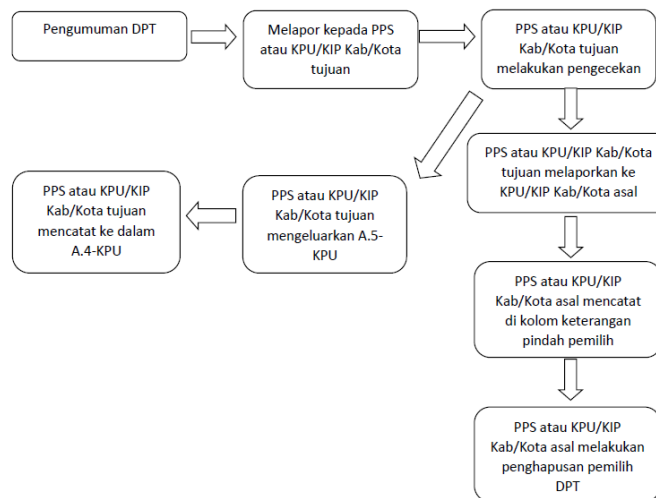 Pengumuman DPT
Melapor kepada PPS
atau KPU/KIP Kab/Kota
tujuan
PPS atau KPU/KIP
Kab/Kota tujuan
melakukan pengecekan
PPS atau KPU/KIP Kab/Kota
tujuan melaporkan ke
KPU/KIP Kab/Kota asal
PPS atau KPU/KIP
Kab/Kota tujuan
mencatat ke dalam
A.4-KPU
PPS atau KPU/KIP
Kab/Kota tujuan
mengeluarkan A.5-
KPU
PPS atau KPU/KIP
Kab/Kota asal mencatat
di kolom keterangan
pindah pemilih
PPS atau KPU/KIP
Kab/Kota asal melakukan
penghapusan pemilih
DPT